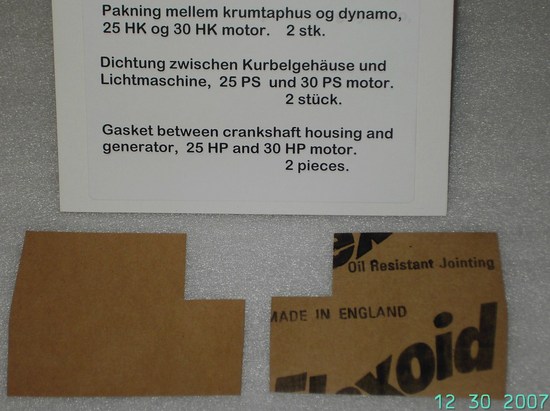 Pakning mellem krumtaphus og dynamo,
25 HK og 30 HK motor. 2 stk.
Dichtung zwischen Kurbelgehäuse und
Lichtmaschine, 25 PS und 30 PS motor.
2 stück.
Gasket between crankshaft housing and
generator, 25 HP and 30 HP motor.
2 pieces.
Oil Resistant Jointing
MADE IN ENGLAND
12 30 2007